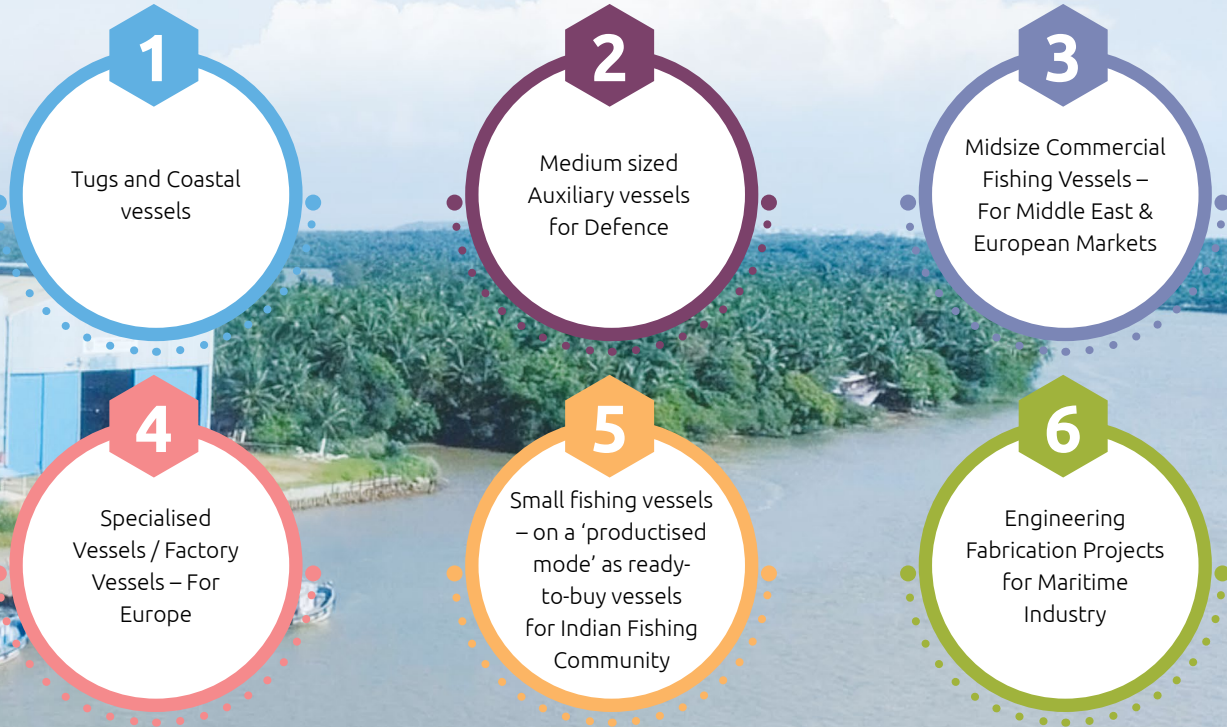 1
Tugs and Coastal
vessels
2
Medium sized
Auxiliary vessels
for Defence
3
Midsize Commercial
Fishing Vessels –
For Middle East &
European Markets
4
Specialised
Vessels / Factory
Vessels – For
Europe
5
Small fishing vessels
– on a ‘productised
mode’ as ready-
to-buy vessels
for Indian Fishing
Community
6
Engineering
Fabrication Projects
for Maritime
Industry